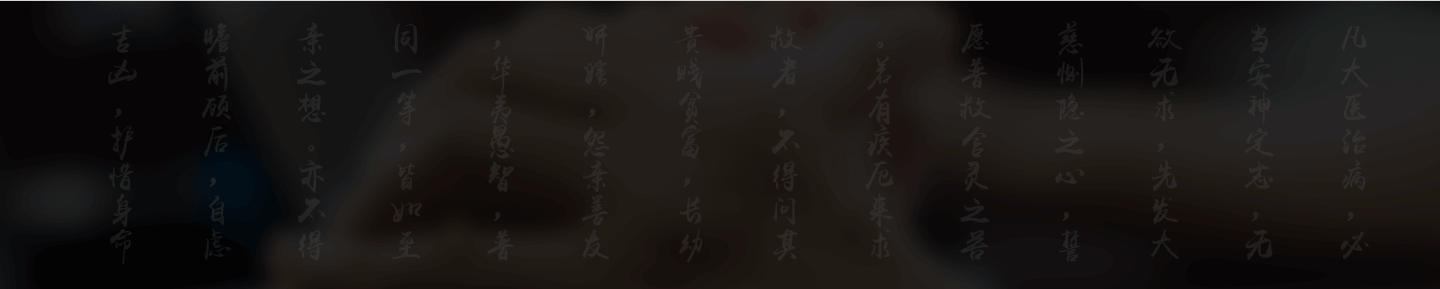 凡大医治病，必
当安神定志，无
欲无求，先发大
慈恻隐之心，誓
愿普救含灵之苦
。若有疾厄来求
救者，不得问其
贵贱贫富，长幼
妍媸，怨亲善友
，华夷愚智，普
同一等，皆如至
亲之想。亦不得
瞻前顾后，自虑
吉凶，护惜身命